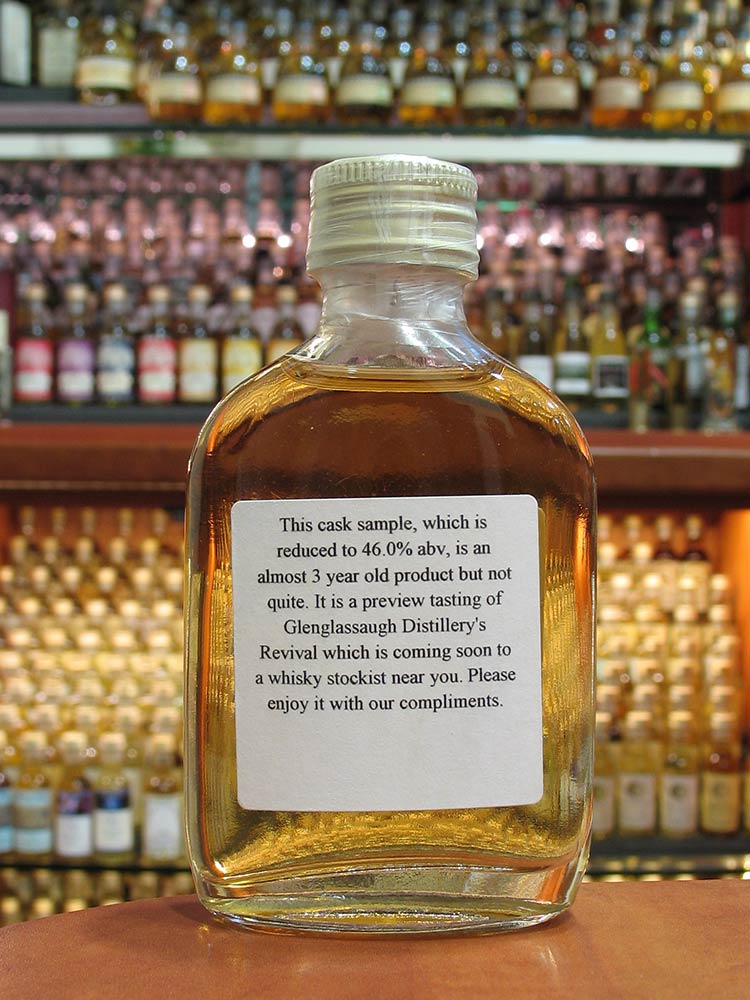 This cask sample, which is
reduced to 46.0% abv, is an
almost 3 year old product but not
quite. It is a preview tasting of
Glenglassaugh Distillery's
Revival which is coming soon to
a whisky stockist near you. Please
enjoy it with our compliments.